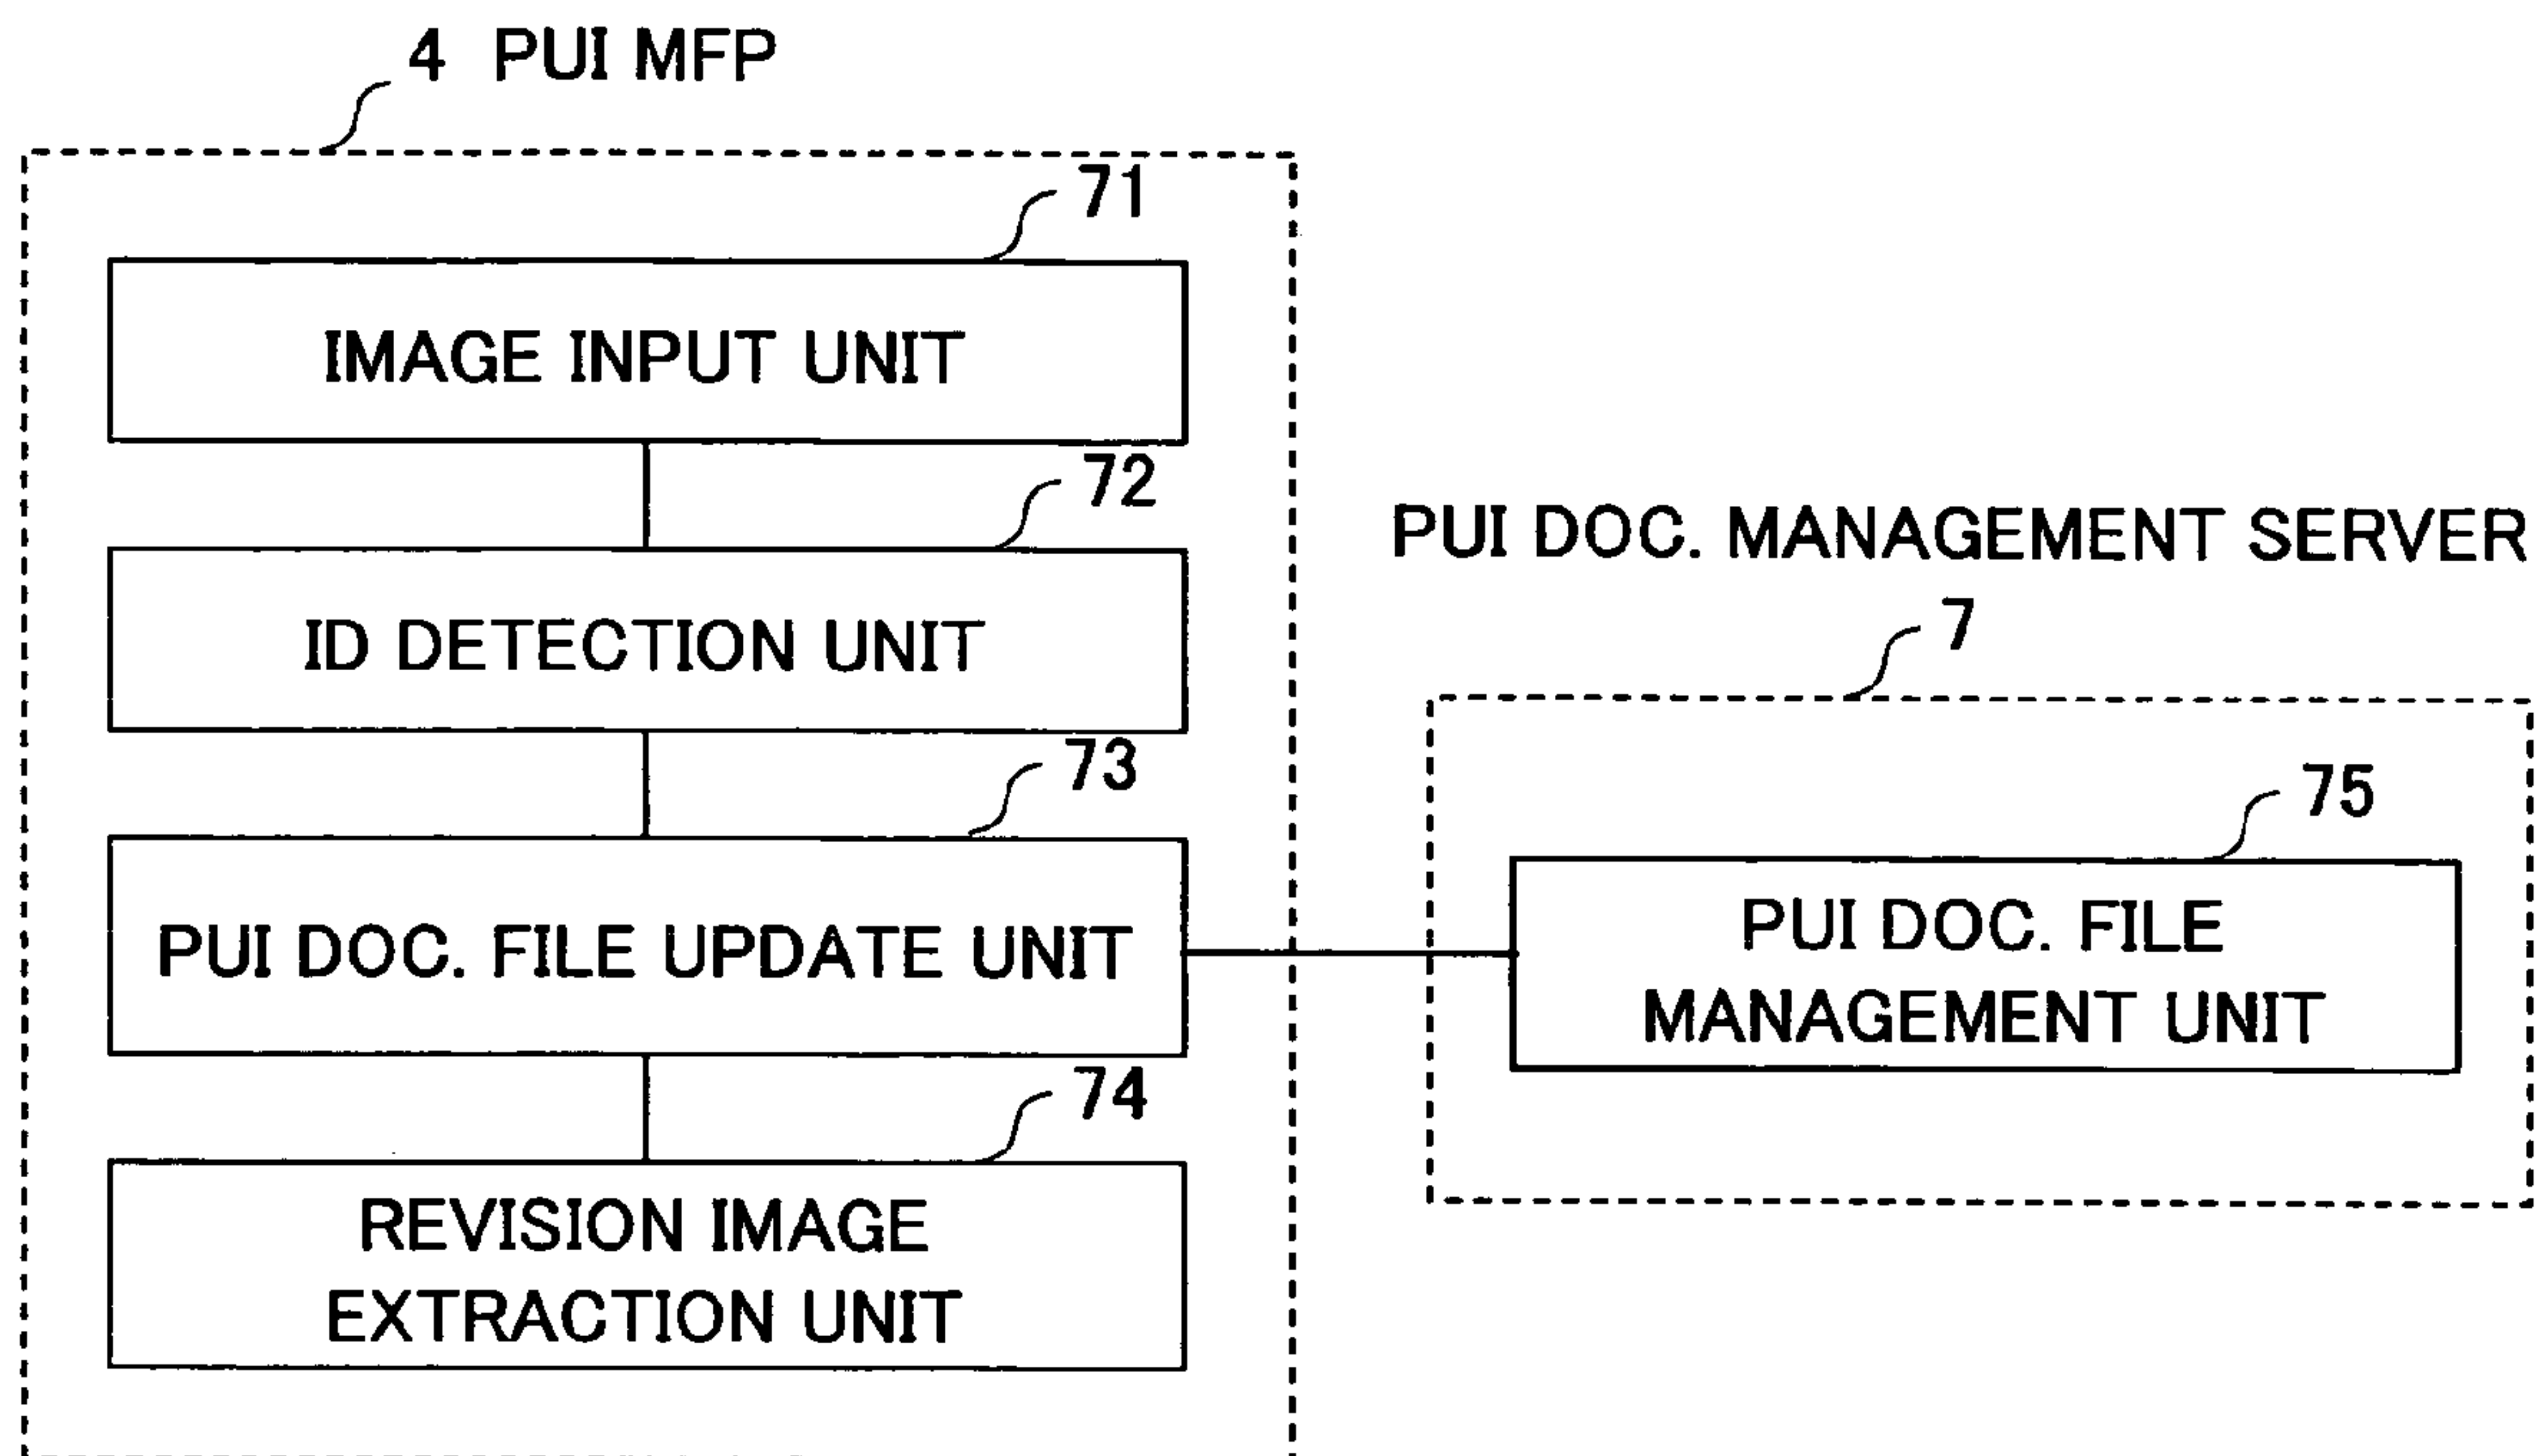 4 PUI MFP
71
IMAGE INPUT UNIT
72
ID DETECTION UNIT
73
PUI DOC. FILE UPDATE UNIT
74
REVISION IMAGE
EXTRACTION UNIT
PUI DOC. MANAGEMENT SERVER
7
75
PUI DOC. FILE
MANAGEMENT UNIT